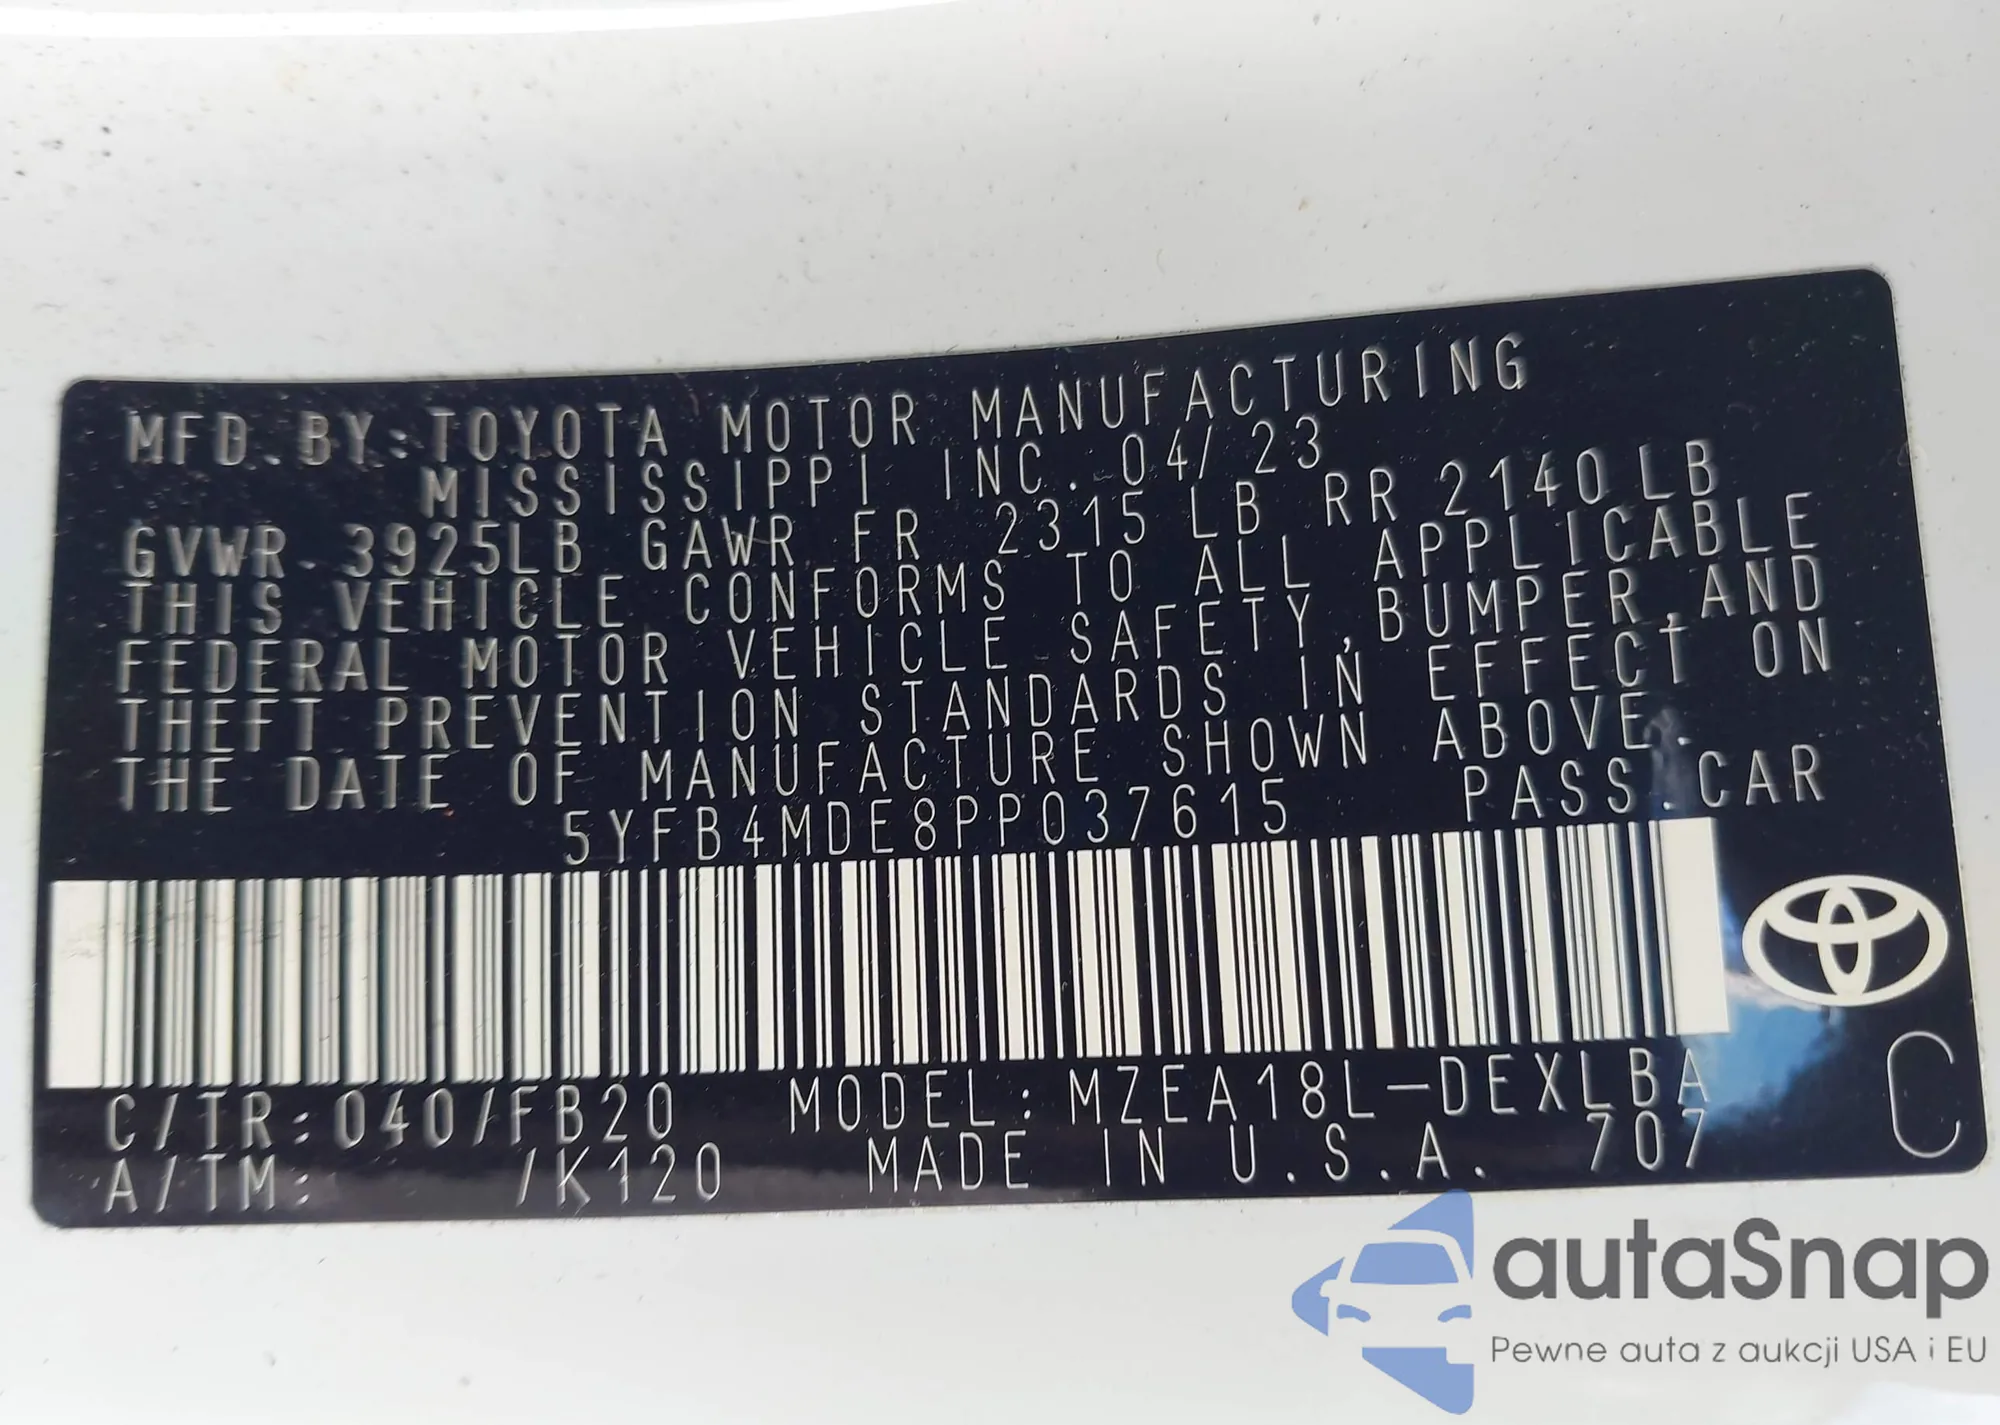 MFD BY:TOYOTA MOTOR MANUFACTURING
MISSISSIPPI INC. 04/23
GVWR 3925LB GAWR FR 2315 LB RR 2140LB
THIS VEHICLE CONFORMS TO ALL APPLICABLE
FEDERAL MOTOR VEHICLE SAFETY,BUMPER,AND
THEFT PREVENTION STANDARDS IN EFFECT ON
THE DATE OF MANUFACTURE SHOWN ABOVE.
5YFB4MDE8PP037615 PASS.CAR
C/TR:040/FB20 MODEL:MZEA18L-DEXLBA
A/TM: /K120 MADE IN U.S.A. 707
C
autaSnap
Pewne auta z aukcji USA i EU